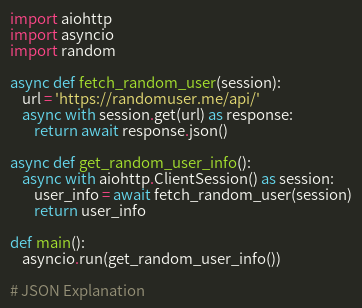 import aiohttp
import asyncio
import random

async def fetch_random_user(session):
    url = 'https://randomuser.me/api/'
    async with session.get(url) as response:
        return await response.json()

async def get_random_user_info():
    async with aiohttp.ClientSession() as session:
        user_info = await fetch_random_user(session)
        return user_info

def main():
    asyncio.run(get_random_user_info())

# JSON Explanation